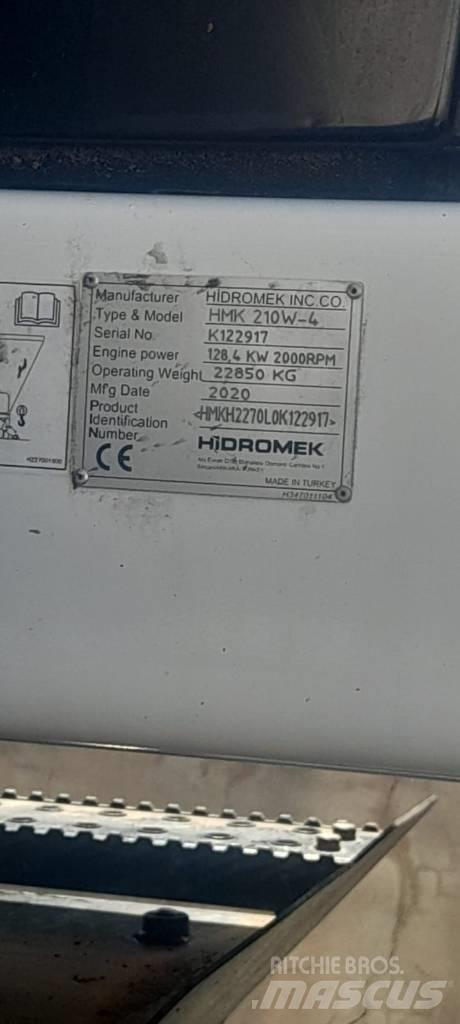 Manufacturer HİDROMEK INC.CO.
Type & Model HMK 210W-4
Serial No. K122917
Engine power 128,4 KW 2000RPM
Operating Weight 22850 KG
Mfg Date 2020
Product Identification Number <HMKH2270L0K122917>
HİDROMEK
CE
MADE IN TURKEY
H347011104
RITCHIE BROS.
MASCUS